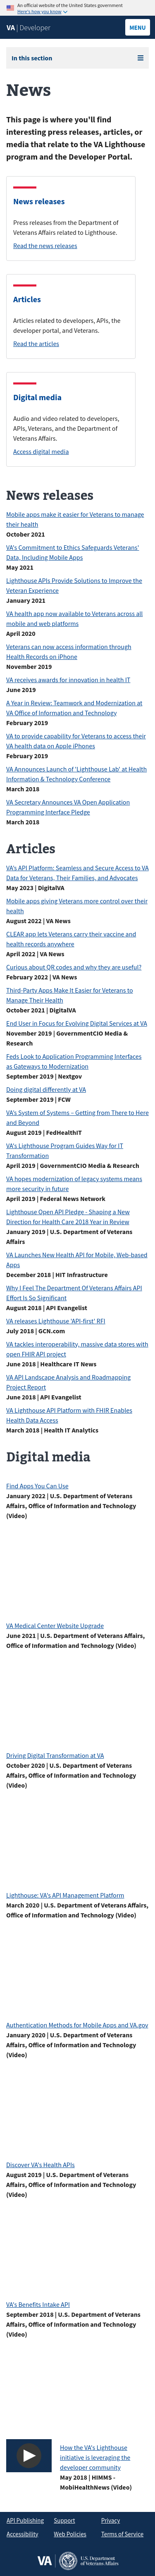 An official website of the United States government
Here's how you know
VA | Developer
MENU
In this section
News
This page is where you'll find
interesting press releases, articles, or
media that relate to the VA Lighthouse
program and the Developer Portal.
News releases
Press releases from the Department of
Veterans Affairs related to Lighthouse.
Read the news releases
Articles
Articles related to developers, APIs, the
developer portal, and Veterans.
Read the articles
Digital media
Audio and video related to developers,
APIs, Veterans, and the Department of
Veterans Affairs.
Access digital media
News releases
Mobile apps make it easier for Veterans to manage
their health
October 2021
VA's Commitment to Ethics Safeguards Veterans'
Data, Including Mobile Apps
May 2021
Lighthouse APIs Provide Solutions to Improve the
Veteran Experience
January 2021
VA health app now available to Veterans across all
mobile and web platforms
April 2020
Veterans can now access information through
Health Records on iPhone
November 2019
VA receives awards for innovation in health IT
June 2019
A Year in Review: Teamwork and Modernization at
VA Office of Information and Technology
February 2019
VA to provide capability for Veterans to access their
VA health data on Apple iPhones
February 2019
VA Announces Launch of 'Lighthouse Lab' at Health
Information & Technology Conference
March 2018
VA Secretary Announces VA Open Application
Programming Interface Pledge
March 2018
Articles
VA's API Platform: Seamless and Secure Access to VA
Data for Veterans, Their Families, and Advocates
May 2023 | DigitalVA
Mobile apps giving Veterans more control over their
health
August 2022 | VA News
CLEAR app lets Veterans carry their vaccine and
health records anywhere
April 2022 | VA News
Curious about QR codes and why they are useful?
February 2022 | VA News
Third-Party Apps Make It Easier for Veterans to
Manage Their Health
October 2021 | DigitalVA
End User in Focus for Evolving Digital Services at VA
November 2019 | GovernmentCIO Media &
Research
Feds Look to Application Programming Interfaces
as Gateways to Modernization
September 2019 | Nextgov
Doing digital differently at VA
September 2019 | FCW
VA's System of Systems – Getting from There to Here
and Beyond
August 2019 | FedHealthIT
VA's Lighthouse Program Guides Way for IT
Transformation
April 2019 | GovernmentCIO Media & Research
VA hopes modernization of legacy systems means
more security in future
April 2019 | Federal News Network
Lighthouse Open API Pledge - Shaping a New
Direction for Health Care 2018 Year in Review
January 2019 | U.S. Department of Veterans
Affairs
VA Launches New Health API for Mobile, Web-based
Apps
December 2018 | HIT Infrastructure
Why I Feel The Department Of Veterans Affairs API
Effort Is So Significant
August 2018 | API Evangelist
VA releases Lighthouse 'API-first' RFI
July 2018 | GCN.com
VA tackles interoperability, massive data stores with
open FHIR API project
June 2018 | Healthcare IT News
VA API Landscape Analysis and Roadmapping
Project Report
June 2018 | API Evangelist
VA Lighthouse API Platform with FHIR Enables
Health Data Access
March 2018 | Health IT Analytics
Digital media
Find Apps You Can Use
January 2022 | U.S. Department of Veterans
Affairs, Office of Information and Technology
(Video)
VA Medical Center Website Upgrade
June 2021 | U.S. Department of Veterans Affairs,
Office of Information and Technology (Video)
Driving Digital Transformation at VA
October 2020 | U.S. Department of Veterans
Affairs, Office of Information and Technology
(Video)
Lighthouse: VA's API Management Platform
March 2020 | U.S. Department of Veterans Affairs,
Office of Information and Technology (Video)
Authentication Methods for Mobile Apps and VA.gov
January 2020 | U.S. Department of Veterans
Affairs, Office of Information and Technology
(Video)
Discover VA's Health APIs
August 2019 | U.S. Department of Veterans
Affairs, Office of Information and Technology
(Video)
VA's Benefits Intake API
September 2018 | U.S. Department of Veterans
Affairs, Office of Information and Technology
(Video)
How the VA's Lighthouse
initiative is leveraging the
developer community
May 2018 | HIMMS -
MobiHealthNews (Video)
API Publishing Support Privacy
Accessibility Web Policies Terms of Service
VA | U.S. Department
of Veterans Affairs